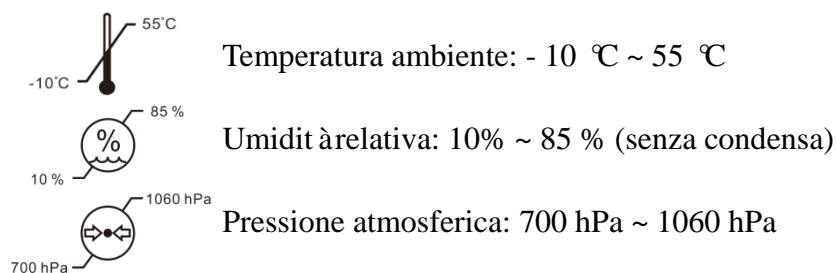 55°C
Temperatura ambiente: - 10 ℃ ~ 55 ℃
-10°C
85 %
%
Umidit àrelativa: 10% ~ 85 % (senza condensa)
10 %
1060 hPa
Pressione atmosferica: 700 hPa ~ 1060 hPa
700 hPa